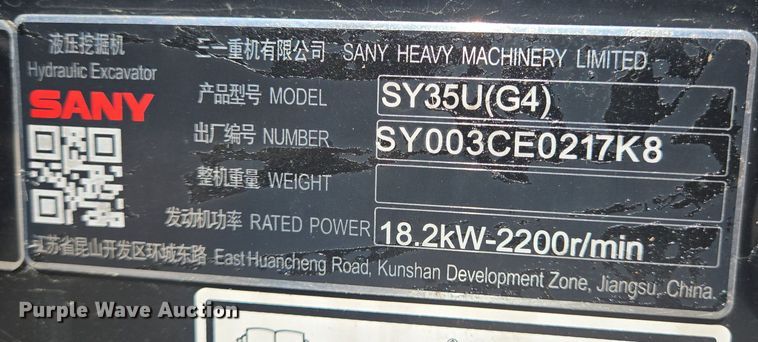 液压挖掘机
Hydraulic Excavator
SANY
三一重机有限公司 SANY HEAVY MACHINERY LIMITED
产品型号 MODEL SY35U(G4)
出厂编号 NUMBER SY003CE0217K8
整机重量 WEIGHT
发动机功率 RATED POWER 18.2kW-2200r/min
江苏省昆山开发区环城东路 East Huancheng Road, Kunshan Development Zone, Jiangsu, China.
Purple Wave Auction